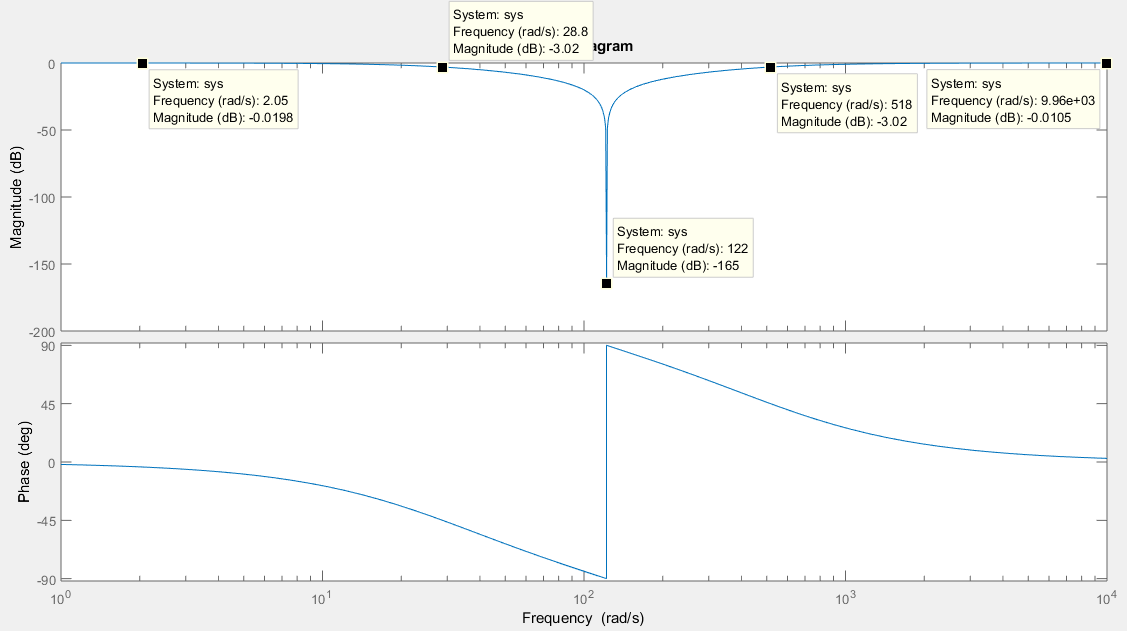 System: sys
Frequency (rad/s): 28.8
Magnitude (dB): -3.02
agram
System: sys
Frequency (rad/s): 2.05
Magnitude (dB): -0.0198
System: sys
Frequency (rad/s): 518
Magnitude (dB): -3.02
System: sys
Frequency (rad/s): 9.96e+03
Magnitude (dB): -0.0105
System: sys
Frequency (rad/s): 122
Magnitude (dB): -165
Magnitude (dB)
0
-50
-100
-150
-200
Phase (deg)
90
45
0
-45
-90
10^0
10^1
10^2
10^3
10^4
Frequency (rad/s)